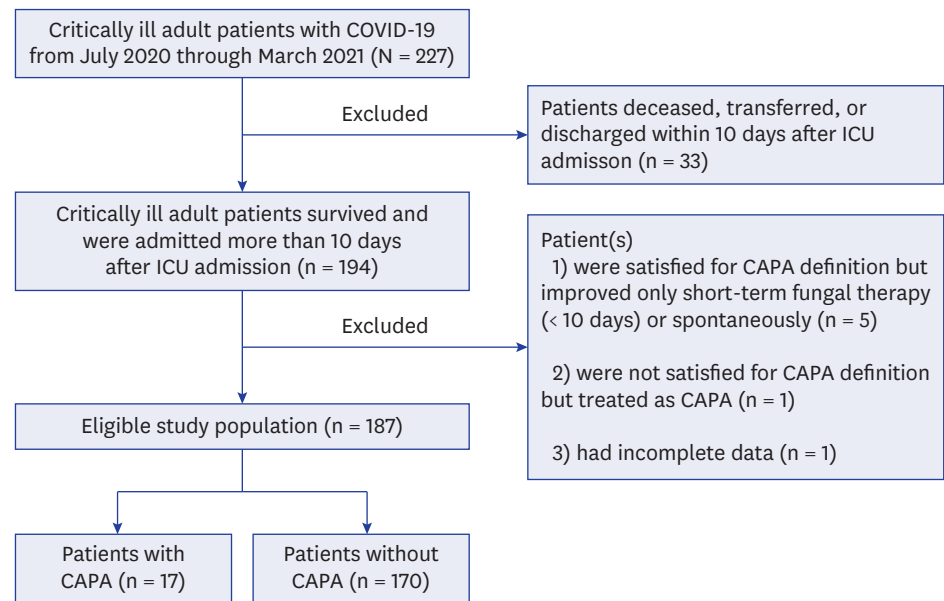 Critically ill adult patients with COVID-19
from July 2020 through March 2021 (N = 227)
Excluded
Patients deceased, transferred, or
discharged within 10 days after ICU
admisson (n = 33)
Critically ill adult patients survived and
were admitted more than 10 days
after ICU admission (n = 194)
Excluded
Patient(s)
1) were satisfied for CAPA definition but
improved only short-term fungal therapy
(< 10 days) or spontaneously (n = 5)
2) were not satisfied for CAPA definition
but treated as CAPA (n = 1)
3) had incomplete data (n = 1)
Eligible study population (n = 187)
Patients with
CAPA (n = 17)
Patients without
CAPA (n = 170)